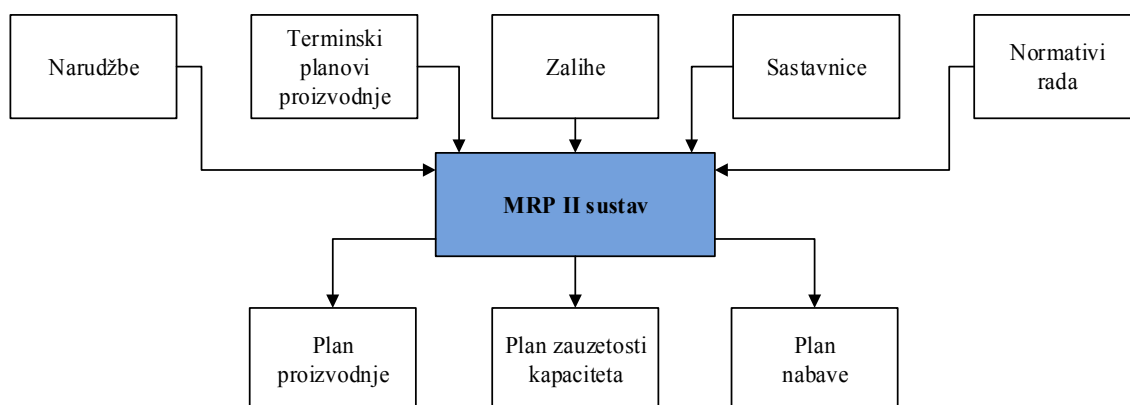 Narudžbe
Terminski
planovi
proizvodnje
Zalihe
Sastavnice
Normativi
rada
MRP II sustav
Plan
proizvodnje
Plan zauzetosti
kapaciteta
Plan
nabave